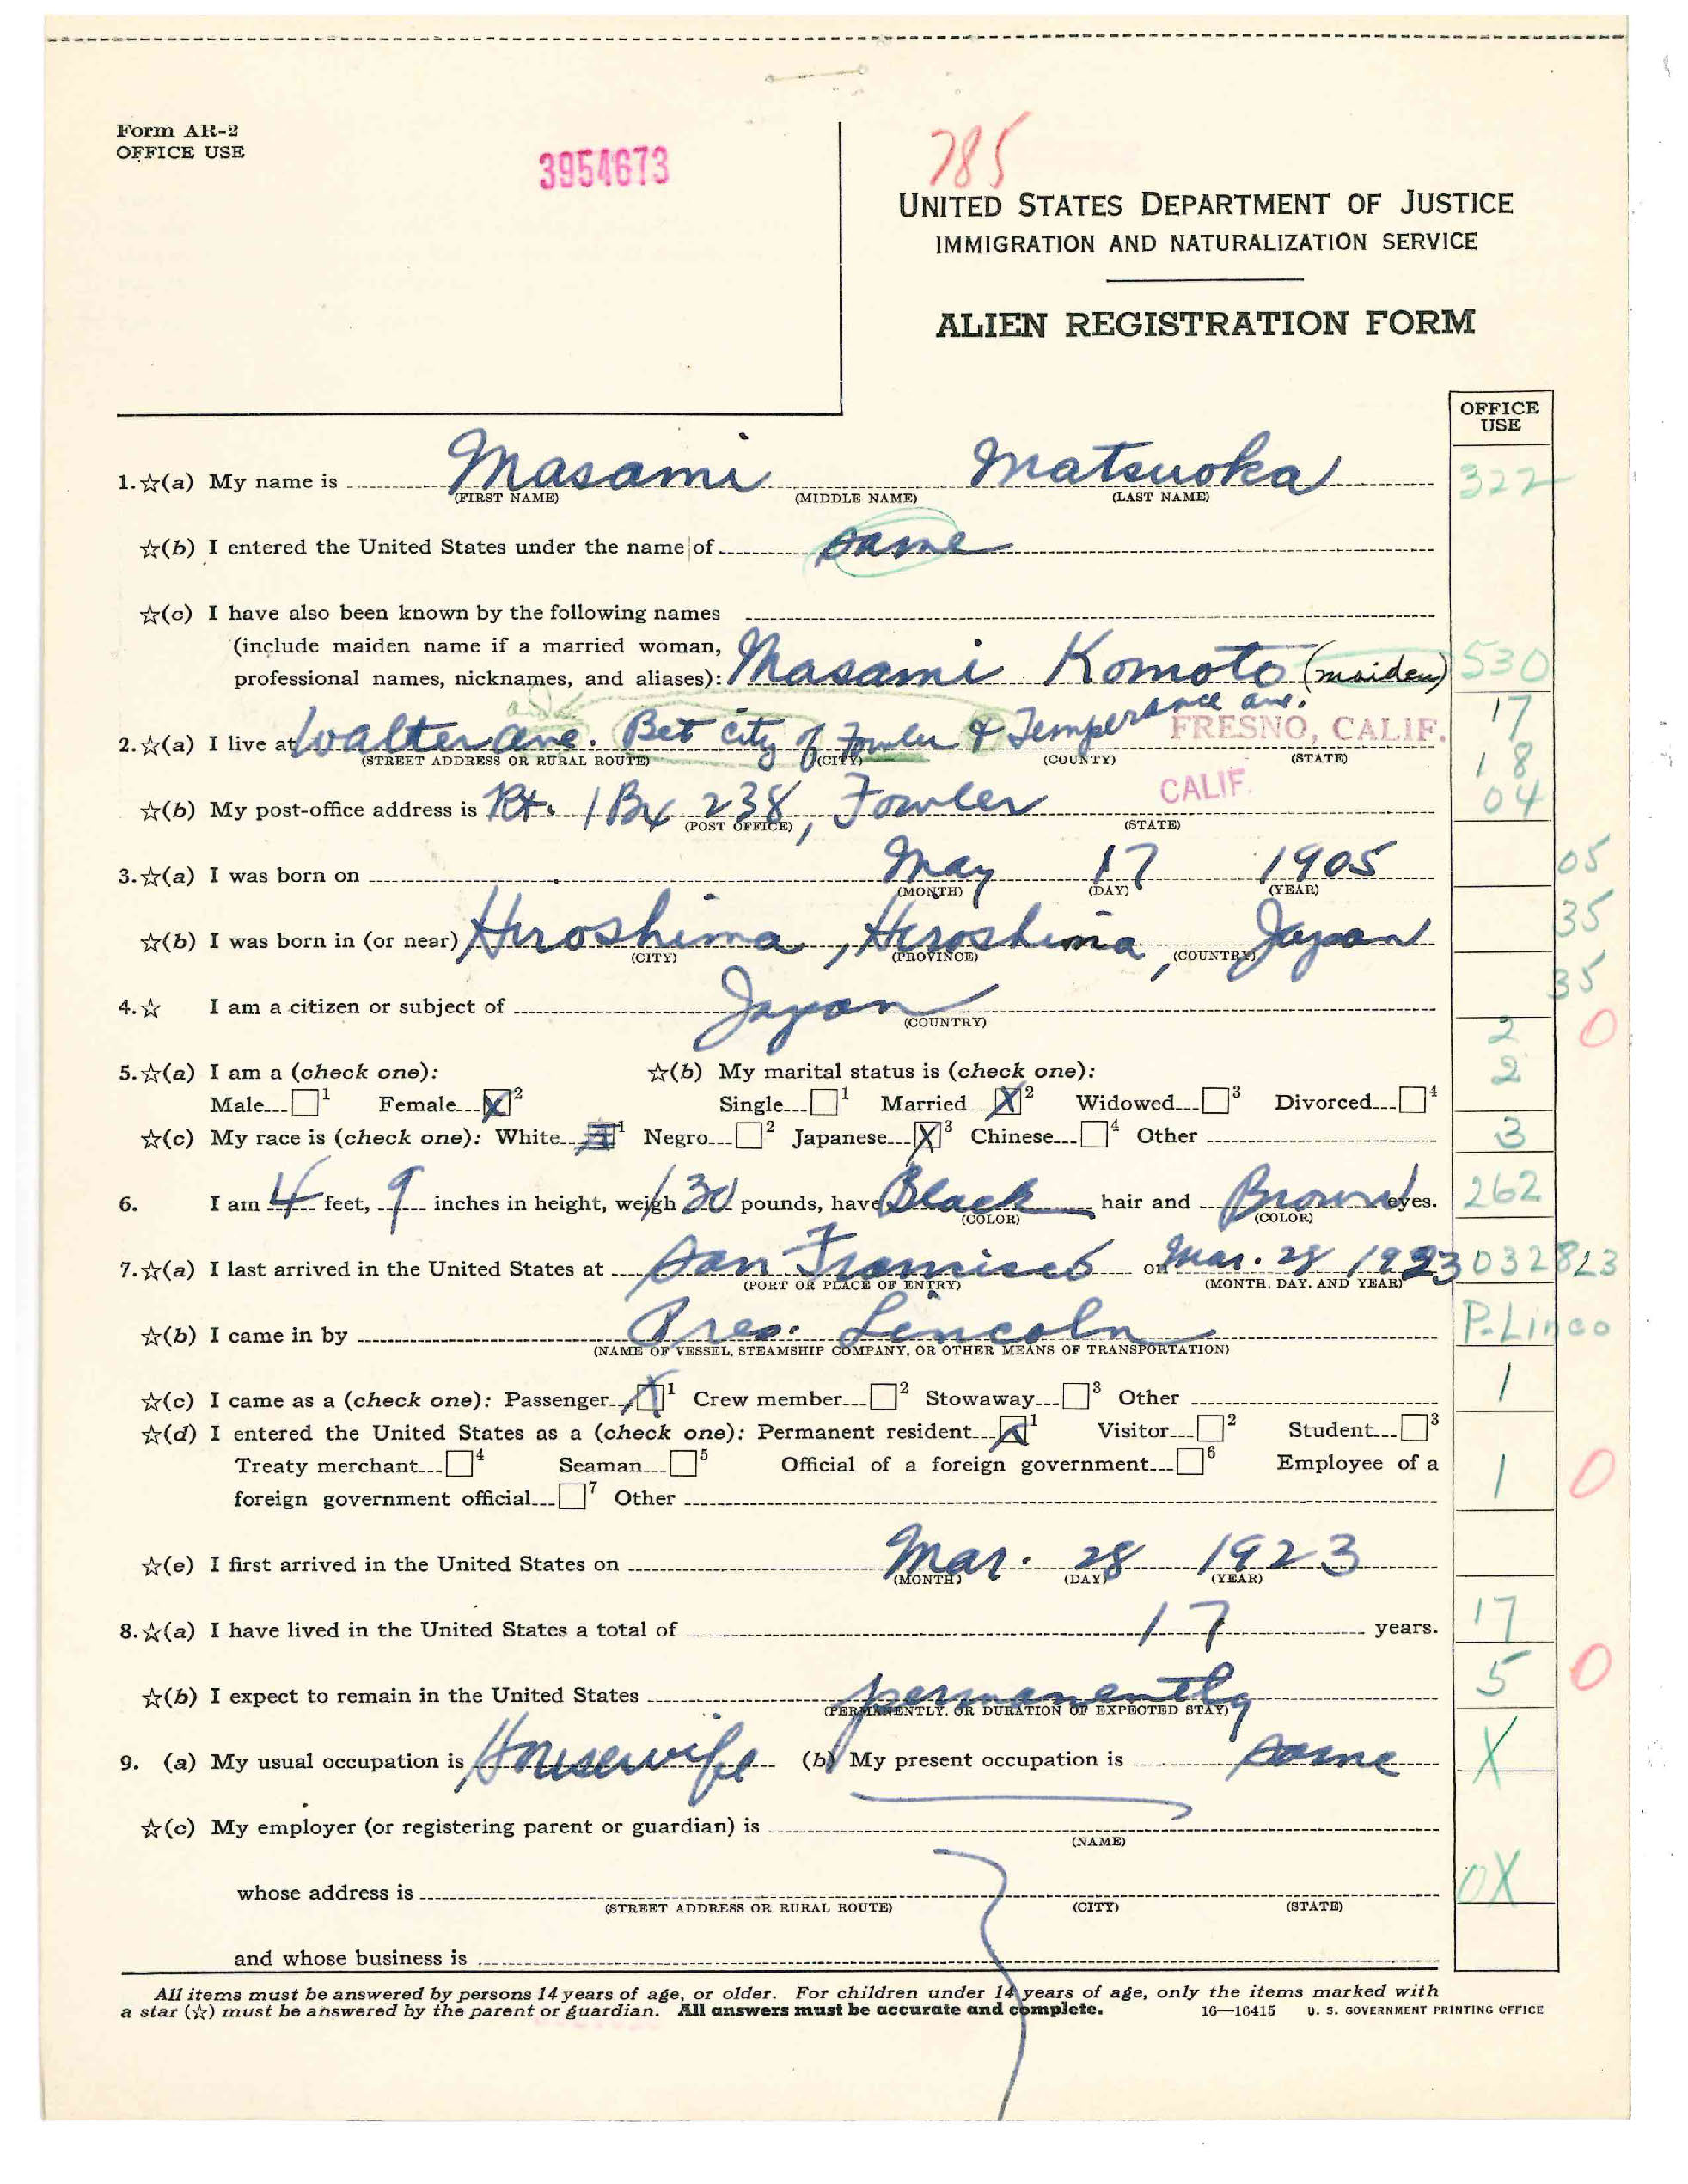 Form AR-2
OFFICE USE
3954673
785
UNITED STATES DEPARTMENT OF JUSTICE
IMMIGRATION AND NATURALIZATION SERVICE
ALIEN REGISTRATION FORM
OFFICE USE
1. ☆(a) My name is Masami Matsuoka 322
(FIRST NAME) (MIDDLE NAME) (LAST NAME)
☆(b) I entered the United States under the name of same
☆(c) I have also been known by the following names
(include maiden name if a married woman,
professional names, nicknames, and aliases): Masami Komoto (maiden) 530
2. ☆(a) I live at Walter ave. Bet city of Fowler & Temperance ave. FRESNO, CALIF. 17
(STREET ADDRESS OR RURAL ROUTE) (CITY) (COUNTY) (STATE) 18
☆(b) My post-office address is Rt. 1 Bx 238, Fowler CALIF. 04
(POST OFFICE) (STATE)
3. ☆(a) I was born on May 17 1905 05
(MONTH) (DAY) (YEAR)
☆(b) I was born in (or near) Hiroshima, Hiroshima, Japan 35
(CITY) (PROVINCE) (COUNTRY)
4. ☆ I am a citizen or subject of Japan 35
(COUNTRY) 2 0
5. ☆(a) I am a (check one): ☆(b) My marital status is (check one): 2
Male 1 Female X 2 Single 1 Married X 2 Widowed 3 Divorced 4
☆(c) My race is (check one): White 1 Negro 2 Japanese X 3 Chinese 4 Other 3
6. I am 4 feet, 9 inches in height, weigh 130 pounds, have Black hair and Brown eyes. 262
(COLOR) (COLOR)
7. ☆(a) I last arrived in the United States at San Francisco on Mar. 28 1923 032823
(PORT OR PLACE OF ENTRY) (MONTH, DAY, AND YEAR)
☆(b) I came in by Pres. Lincoln P-Linco
(NAME OF VESSEL, STEAMSHIP COMPANY, OR OTHER MEANS OF TRANSPORTATION)
☆(c) I came as a (check one): Passenger X 1 Crew member 2 Stowaway 3 Other 1
☆(d) I entered the United States as a (check one): Permanent resident X 1 Visitor 2 Student 3
Treaty merchant 4 Seaman 5 Official of a foreign government 6 Employee of a 1 0
foreign government official 7 Other
☆(e) I first arrived in the United States on Mar. 28 1923
(MONTH) (DAY) (YEAR)
8. ☆(a) I have lived in the United States a total of 17 years. 17
☆(b) I expect to remain in the United States permanently 5 0
(PERMANENTLY, OR DURATION OF EXPECTED STAY)
9. (a) My usual occupation is Housewife (b) My present occupation is same X
☆(c) My employer (or registering parent or guardian) is
(NAME)
whose address is 0X
(STREET ADDRESS OR RURAL ROUTE) (CITY) (STATE)
and whose business is
All items must be answered by persons 14 years of age, or older. For children under 14 years of age, only the items marked with
a star (☆) must be answered by the parent or guardian. All answers must be accurate and complete. 16—16415 U. S. GOVERNMENT PRINTING OFFICE